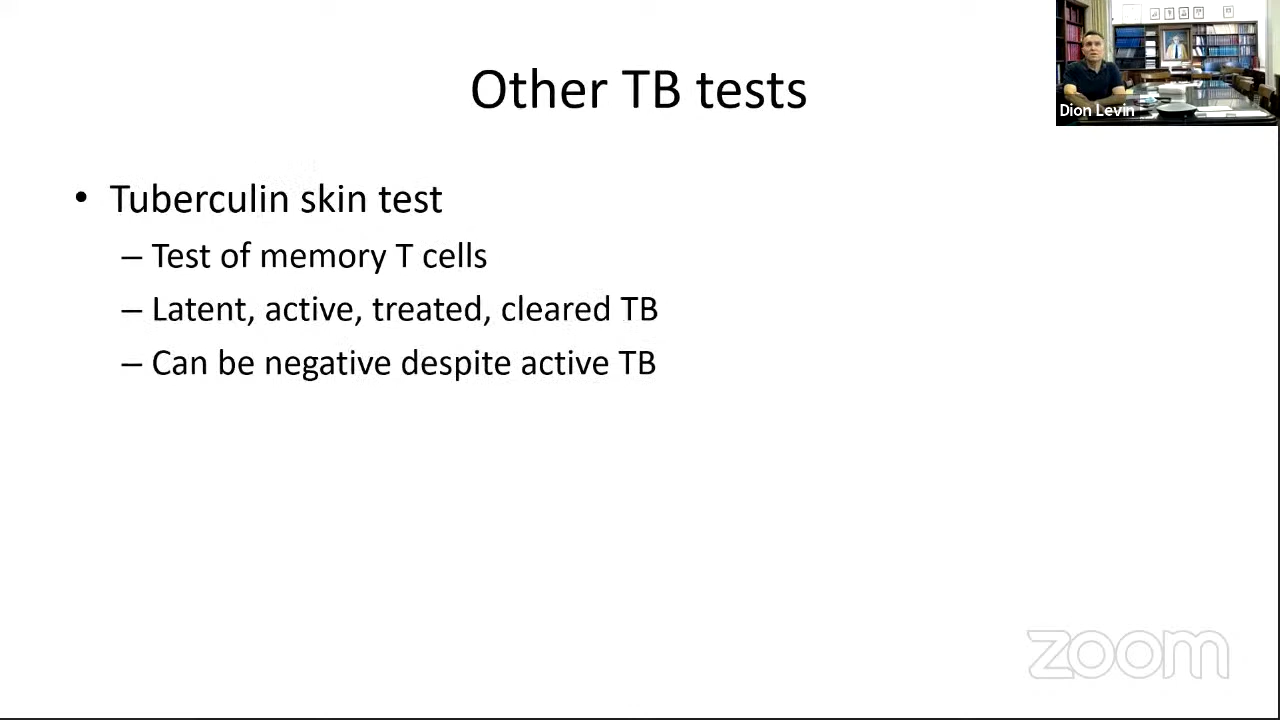 Other TB tests
Dion Levin
• Tuberculin skin test
– Test of memory T cells
– Latent, active, treated, cleared TB
– Can be negative despite active TB
zoom